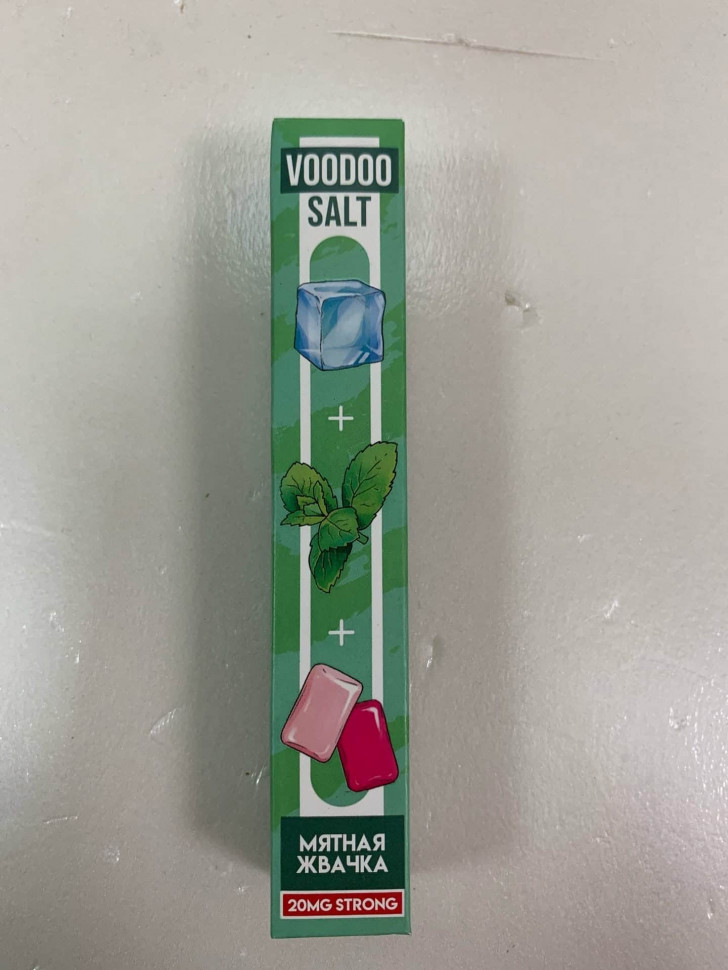 VOODOO
SALT
+
+
МЯТНАЯ
ЖВАЧКА
20MG STRONG